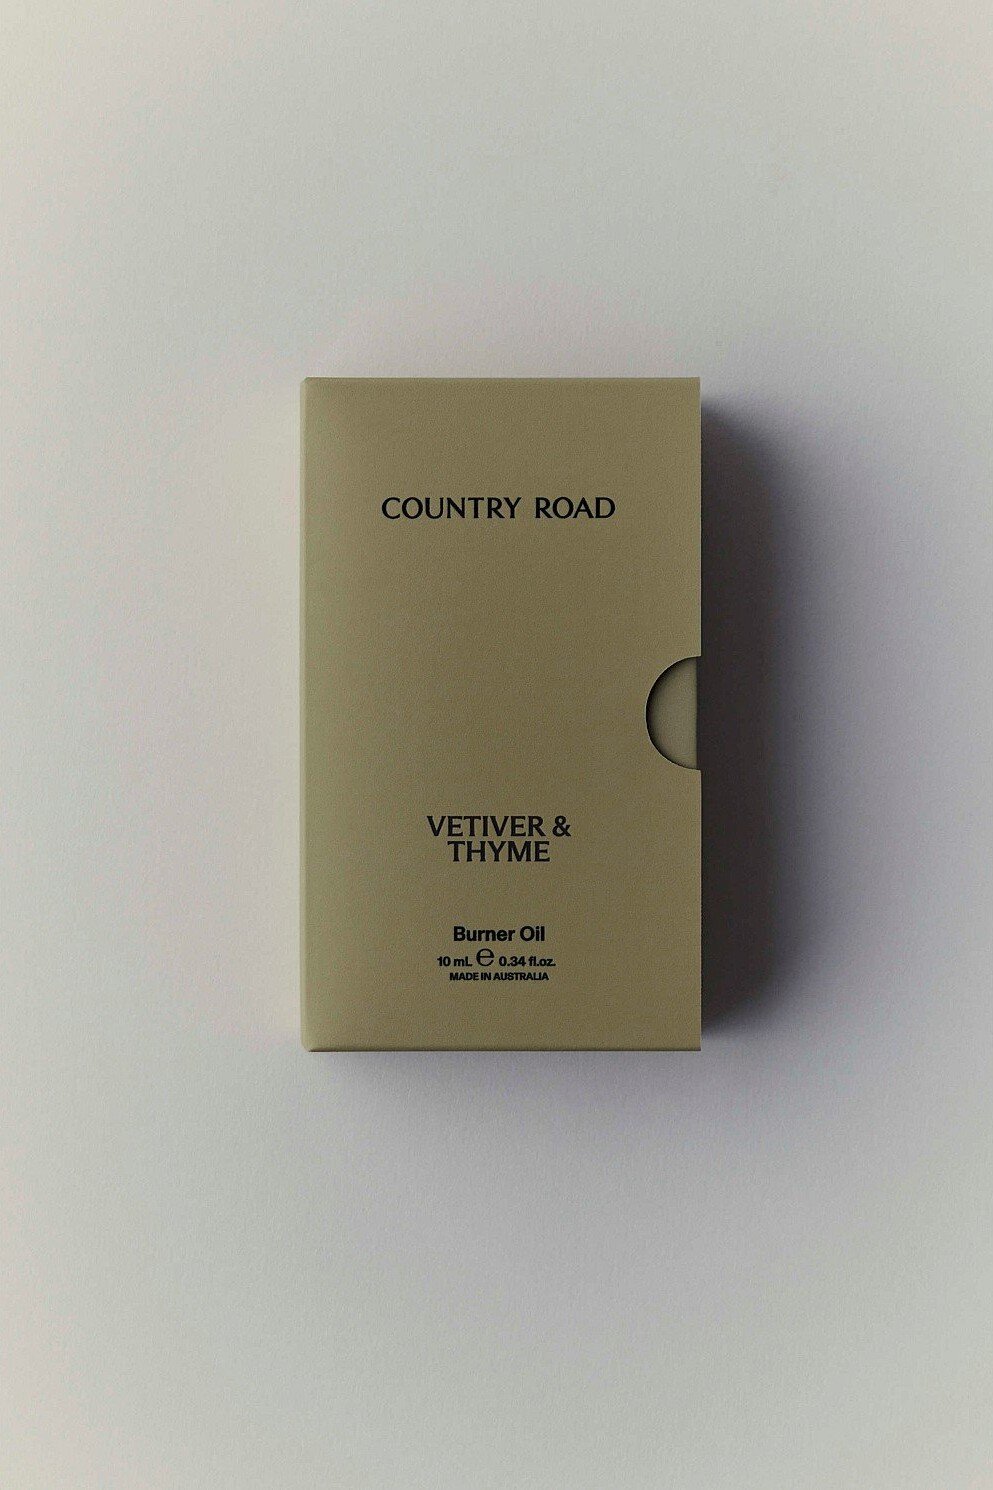 COUNTRY ROAD
VETIVER &
THYME
Burner Oil
10 mL ℮ 0.34 fl.oz.
MADE IN AUSTRALIA